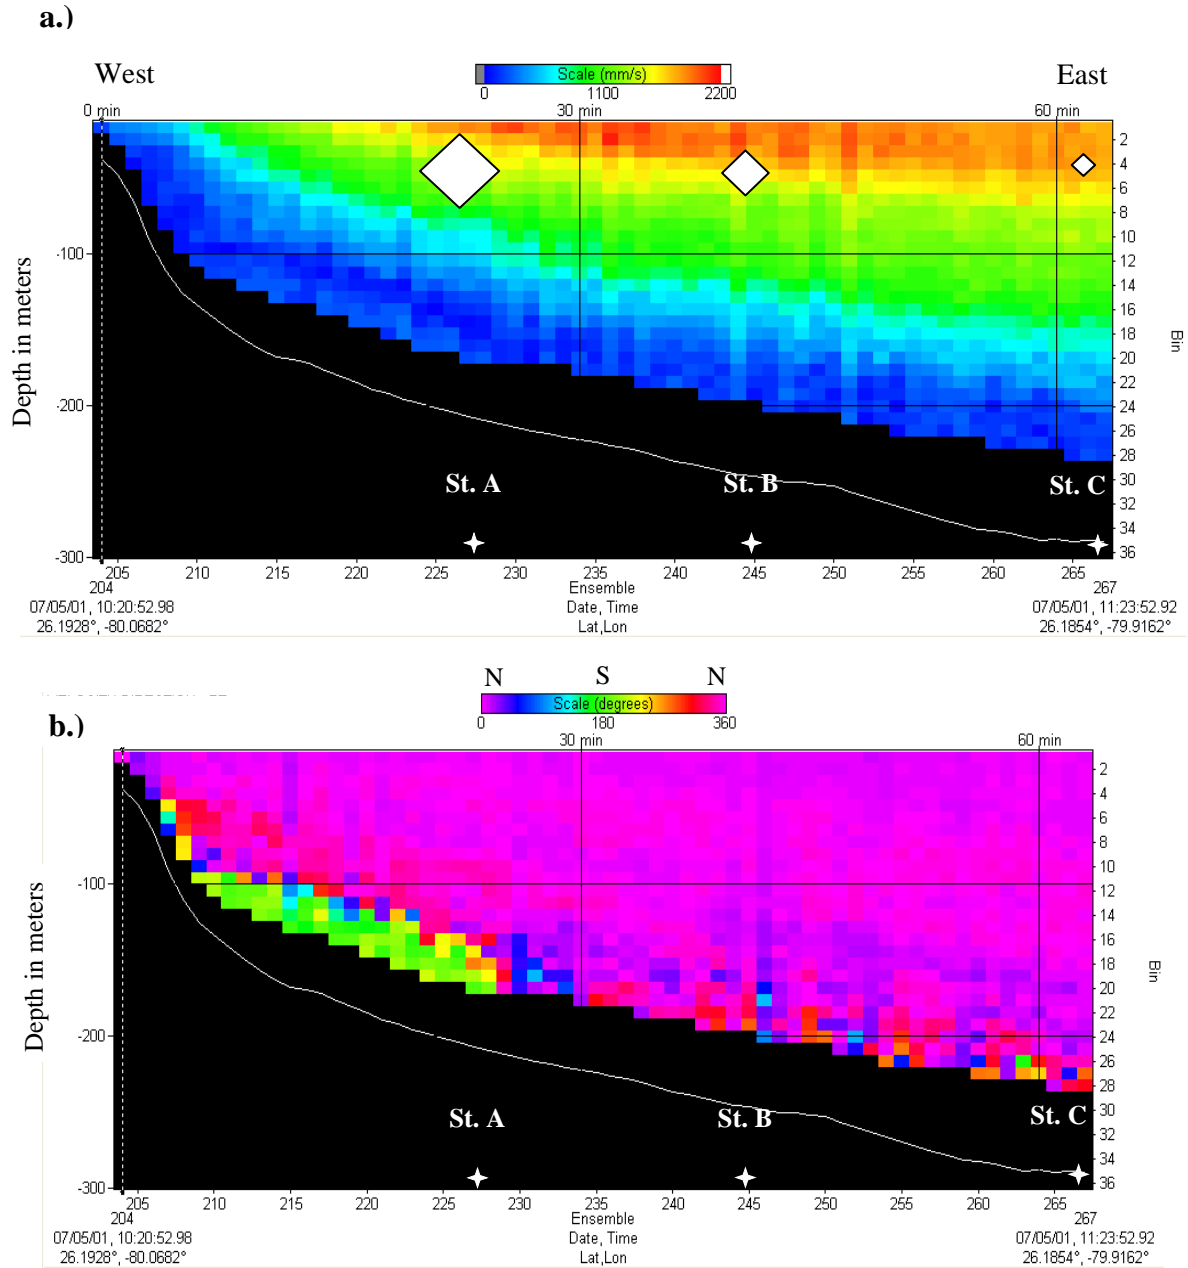 a.)
West
East
Scale (mm/s)
0 1100 2200
0 min 30 min 60 min
2
4
6
8
10
12
14
16
18
20
22
24
26
28
30
32
34
36
Bin
Depth in meters
-100
-200
-300
St. A St. B St. C
205 210 215 220 225 230 235 240 245 250 255 260 265
204 Ensemble 267
07/05/01, 10:20:52.98 Date, Time 07/05/01, 11:23:52.92
26.1928°, -80.0682° Lat,Lon 26.1854°, -79.9162°
N S N
b.)
Scale (degrees)
0 180 360
30 min 60 min
2
4
6
8
10
12
14
16
18
20
22
24
26
28
30
32
34
36
Bin
Depth in meters
-100
-200
-300
St. A St. B St. C
205 210 215 220 225 230 235 240 245 250 255 260 265
204 Ensemble 267
07/05/01, 10:20:52.98 Date, Time 07/05/01, 11:23:52.92
26.1928°, -80.0682° Lat,Lon 26.1854°, -79.9162°